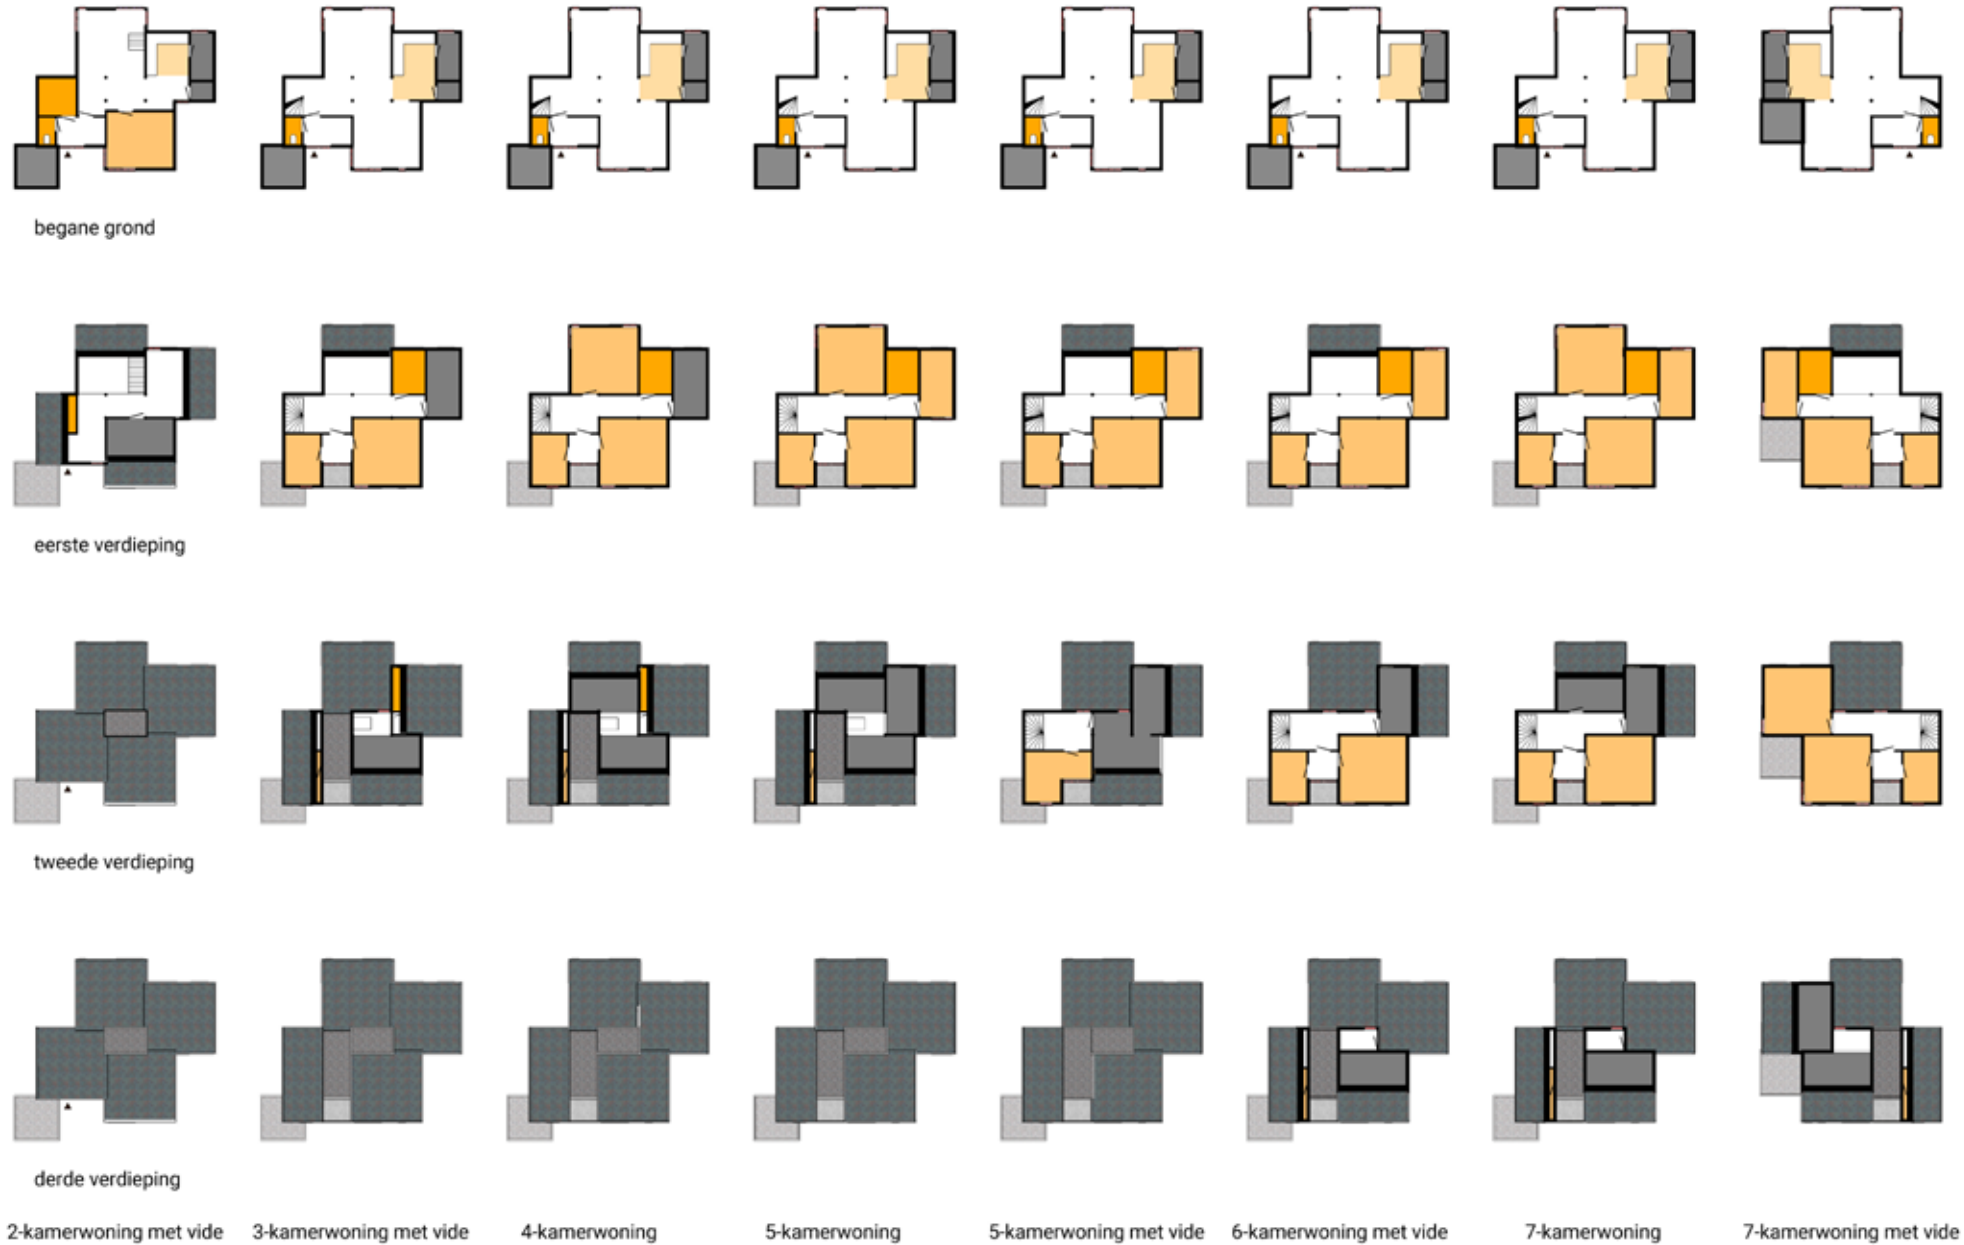 begane grond
eerste verdieping
tweede verdieping
derde verdieping
2-kamerwoning met vide
3-kamerwoning met vide
4-kamerwoning
5-kamerwoning
5-kamerwoning met vide
6-kamerwoning met vide
7-kamerwoning
7-kamerwoning met vide